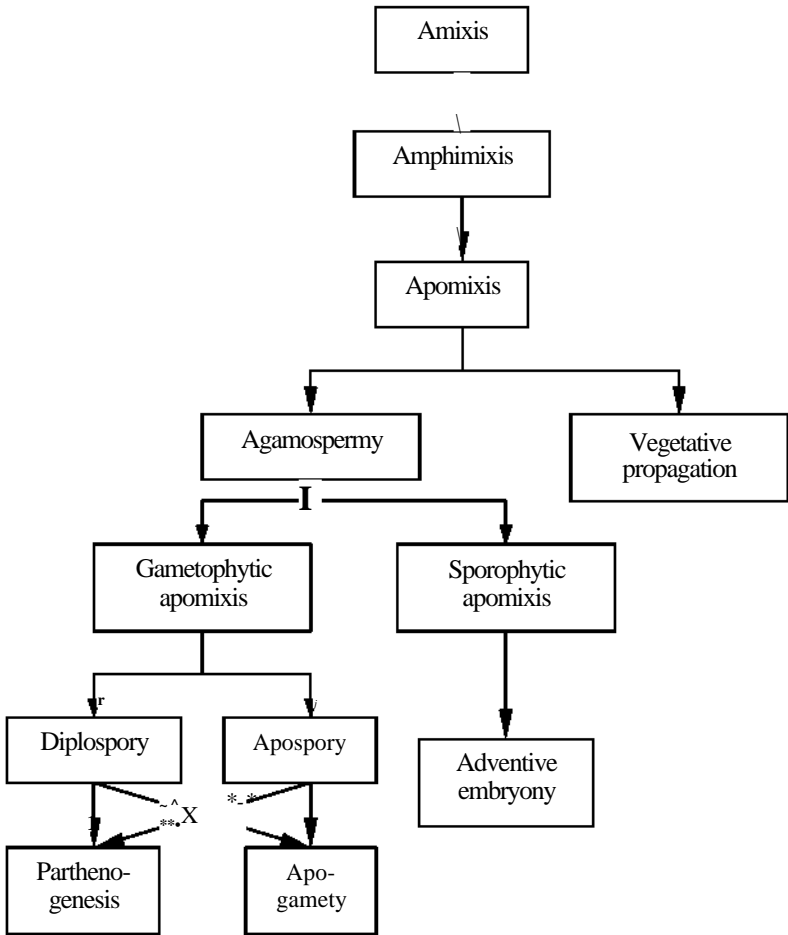 Amixis
Amphimixis
Apomixis
Agamospermy
Vegetative
propagation
I
Gametophytic
apomixis
Sporophytic
apomixis
r
Diplospory
Apospory
Adventive
embryony
~^X
**.
*-*
Partheno-
genesis
Apo-
gamety